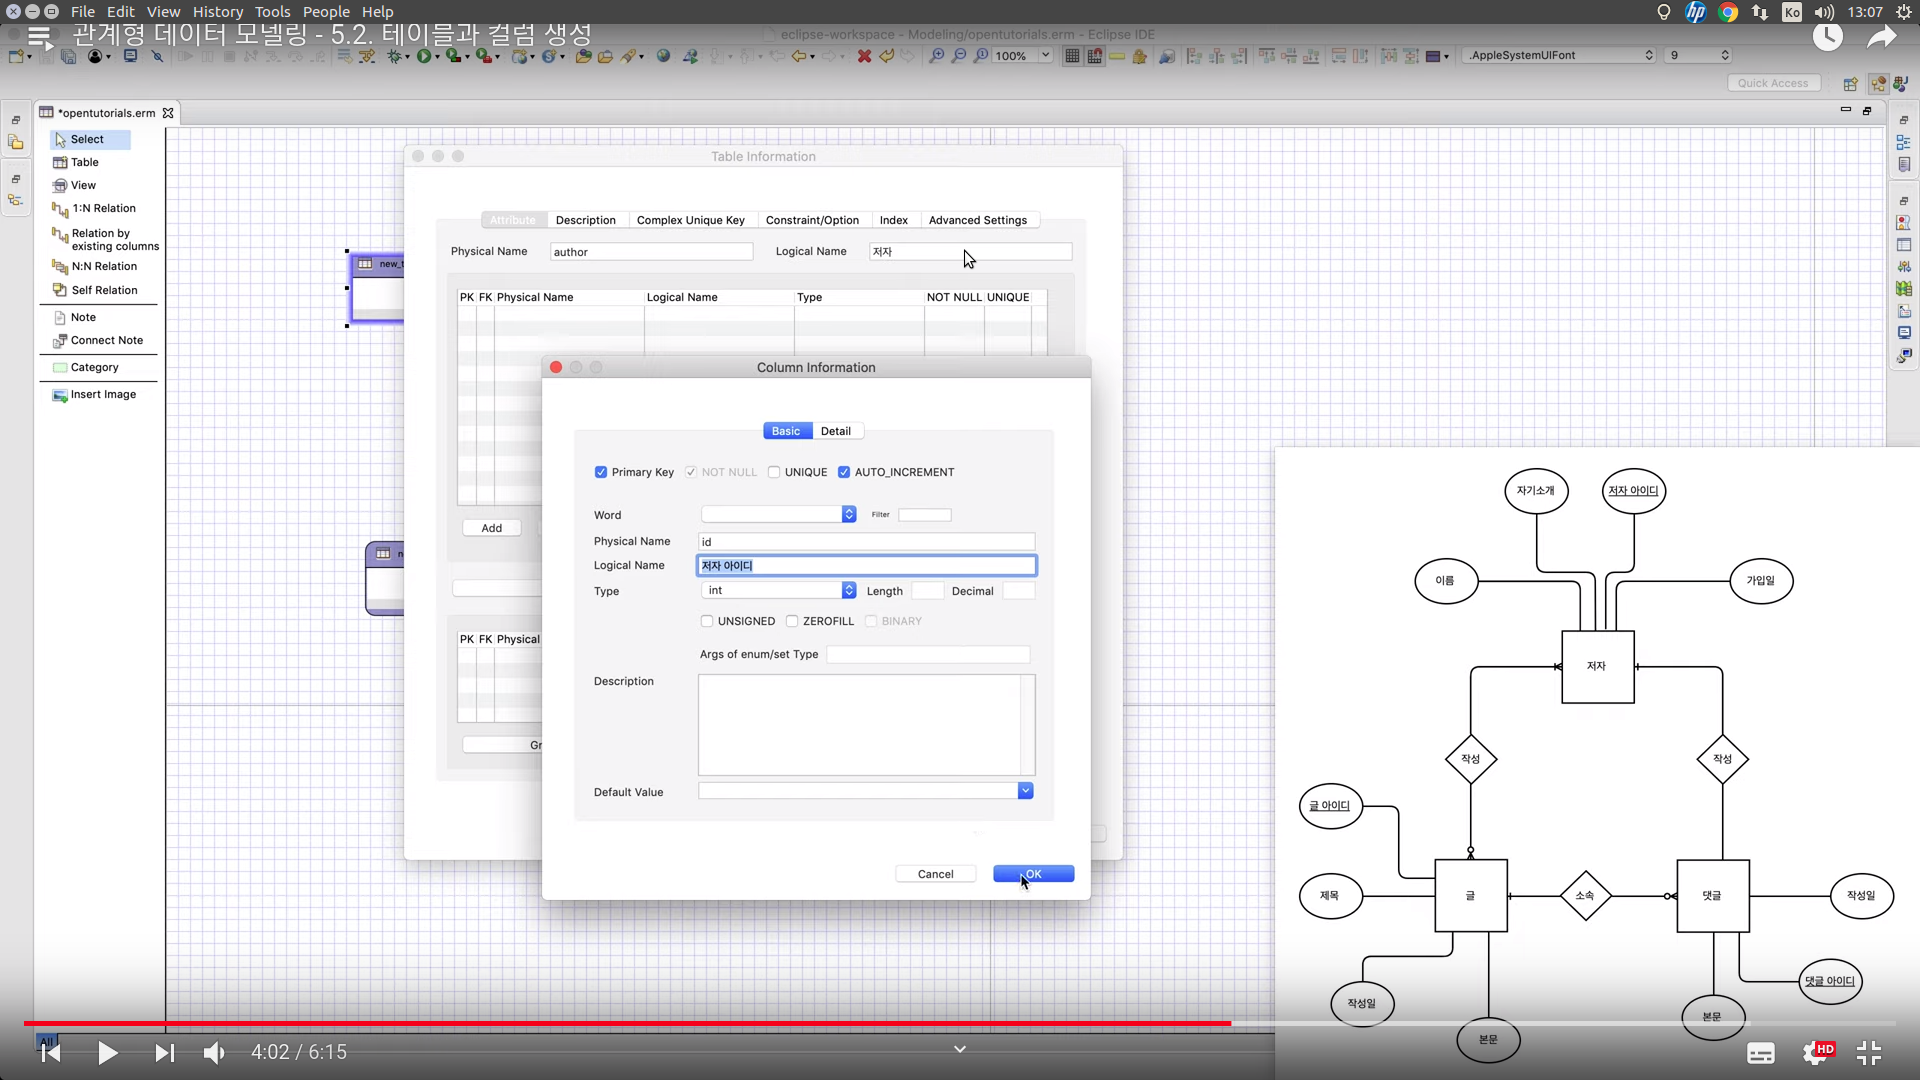 File Edit View History Tools People Help
Ko
13:07
관계형 데이터 모델링 - 5.2. 테이블과 컬럼 생성
eclipse-workspace - Modeling/opentutorials.erm - Eclipse IDE
100%
.AppleSystemUIFont
9
Quick Access
*opentutorials.erm
Select
Table
View
1:N Relation
Relation by
existing columns
N:N Relation
Self Relation
Note
Connect Note
Category
Insert Image
All
new_t
n
Table Information
Attribute Description Complex Unique Key Constraint/Option Index Advanced Settings
Physical Name author Logical Name 저자
PK FK Physical Name Logical Name Type NOT NULL UNIQUE
Add
PK FK Physical
Gr
Column Information
Basic Detail
Primary Key NOT NULL UNIQUE AUTO_INCREMENT
Word Filter
Physical Name id
Logical Name 저자 아이디
Type int Length Decimal
UNSIGNED ZEROFILL BINARY
Args of enum/set Type
Description
Default Value
Cancel OK
자기소개 저자 아이디
이름 가입일
저자
작성 작성
글 아이디
제목 글 소속 댓글 작성일
댓글 아이디
작성일 본문
본문
4:02 / 6:15
HD